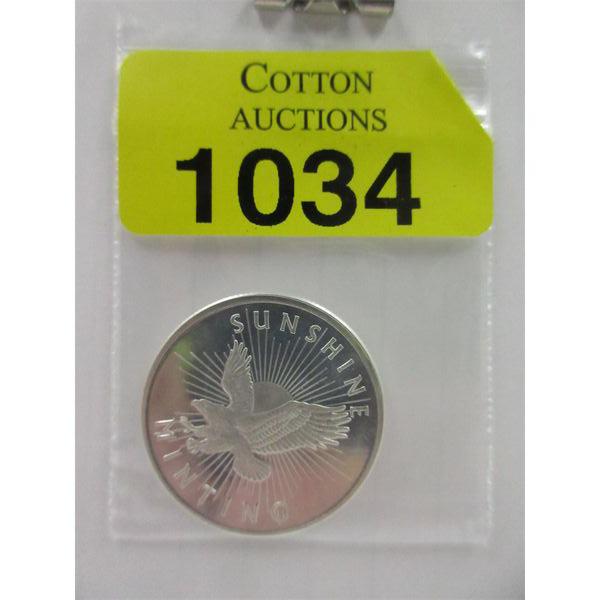 COTTON
AUCTIONS
1034
SUNSHINE
MINTING